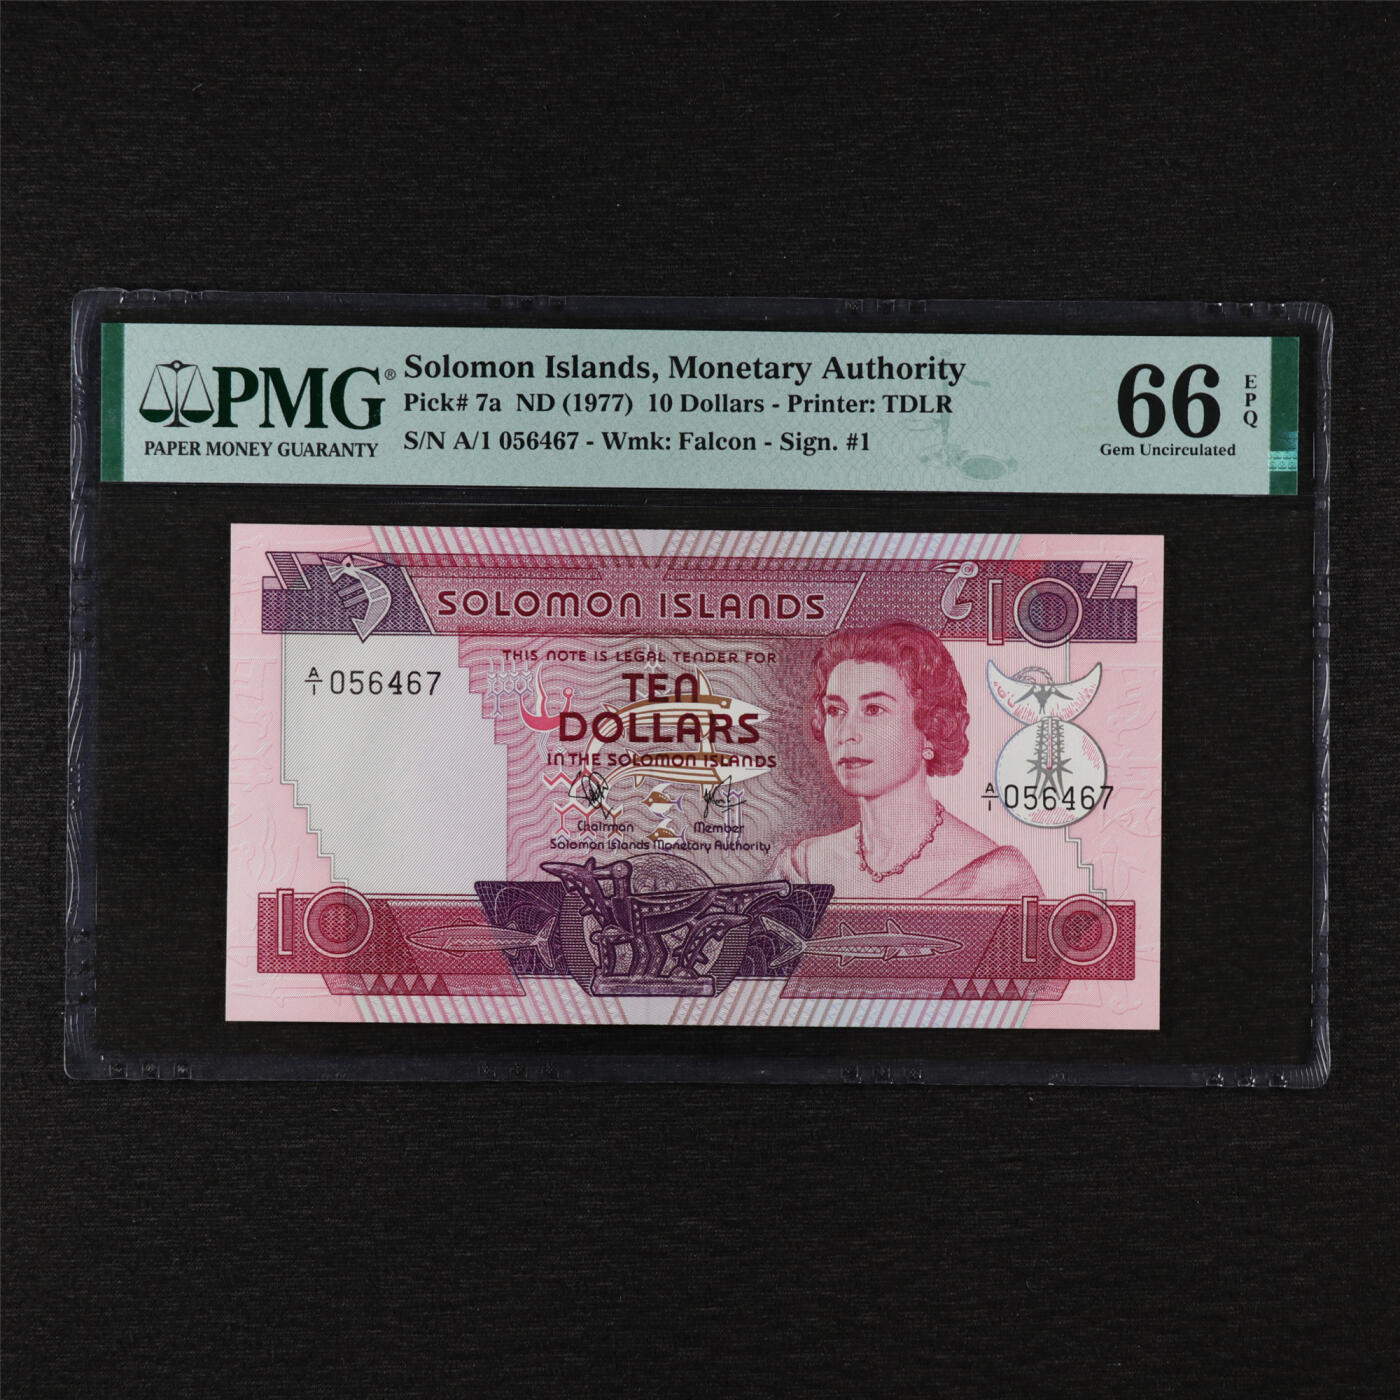 PMG®
PAPER MONEY GUARANTY
Solomon Islands, Monetary Authority
Pick# 7a ND (1977) 10 Dollars - Printer: TDLR
S/N A/1 056467 - Wmk: Falcon - Sign. #1
66
EPQ
Gem Uncirculated
SOLOMON ISLANDS
10
THIS NOTE IS LEGAL TENDER FOR
A/1 056467
TEN
DOLLARS
IN THE SOLOMON ISLANDS
A/1 056467
Chairman Member
Solomon Islands Monetary Authority
10
10